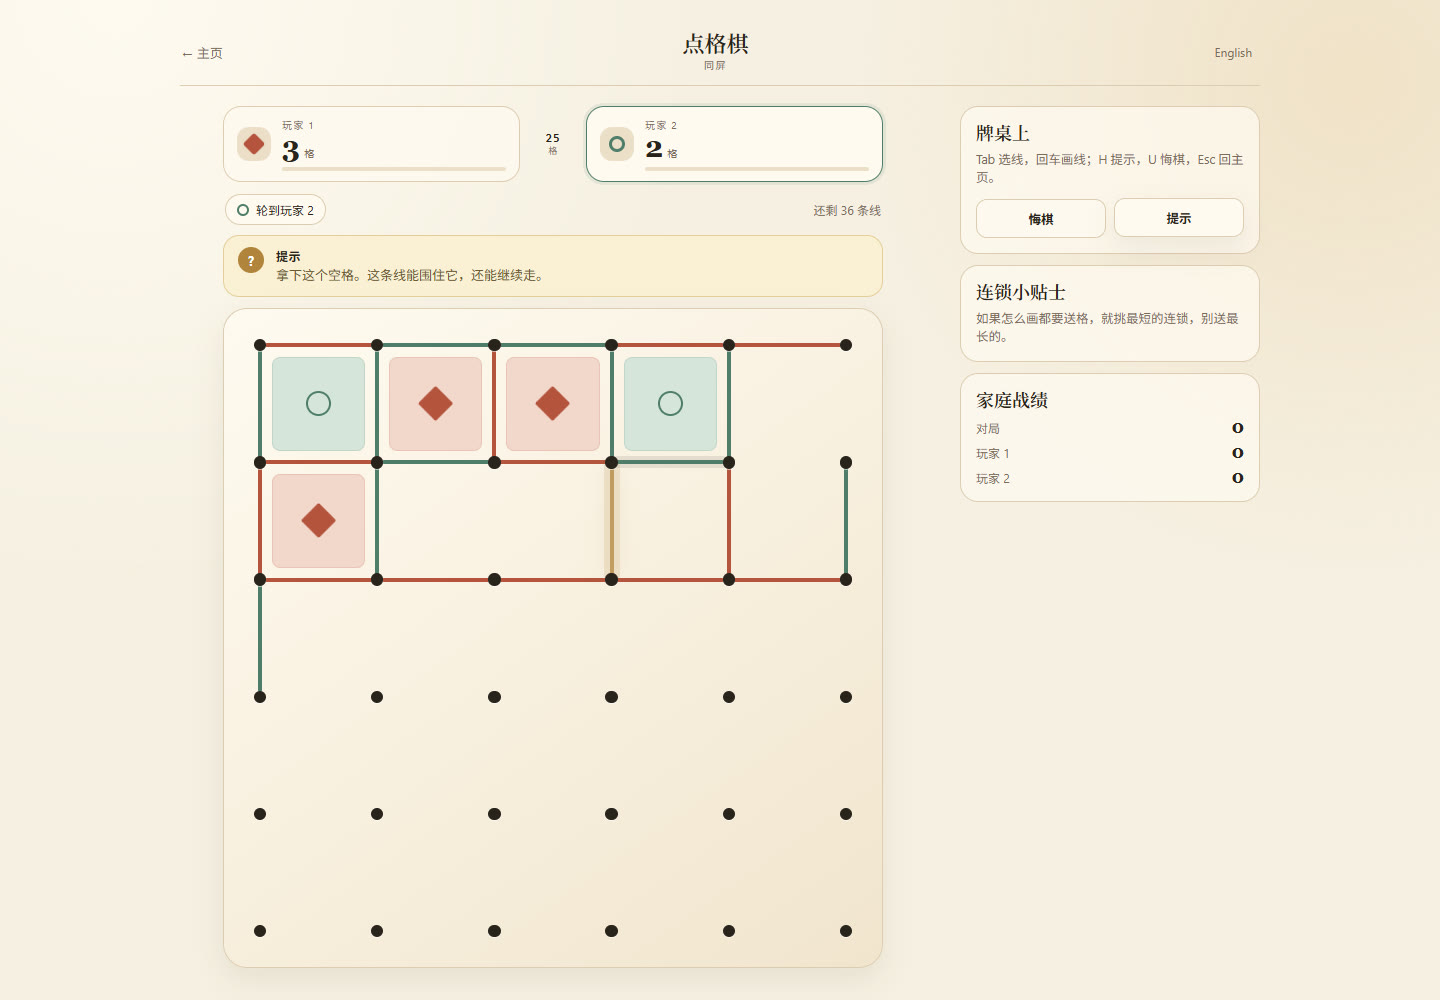 ← 主页
点格棋
同屏
English
玩家 1
3 格
25
格
玩家 2
2 格
轮到玩家 2
还剩 36 条线
?
提示
拿下这个空格。这条线能围住它，还能继续走。
牌桌上
Tab 选线，回车画线；H 提示，U 悔棋，Esc 回主
页。
悔棋
提示
连锁小贴士
如果怎么画都要送格，就挑最短的连锁，别送最
长的。
家庭战绩
对局 0
玩家 1 0
玩家 2 0